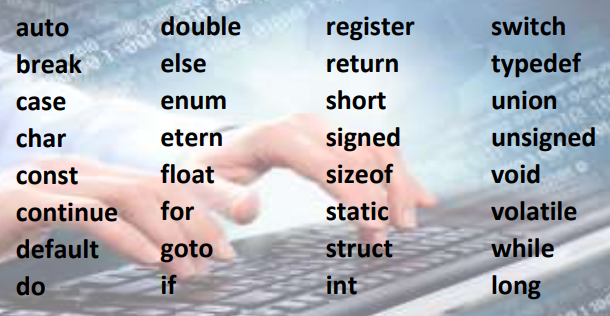 auto double register switch
break else return typedef
case enum short union
char etern signed unsigned
const float sizeof void
continue for static volatile
default goto struct while
do if int long